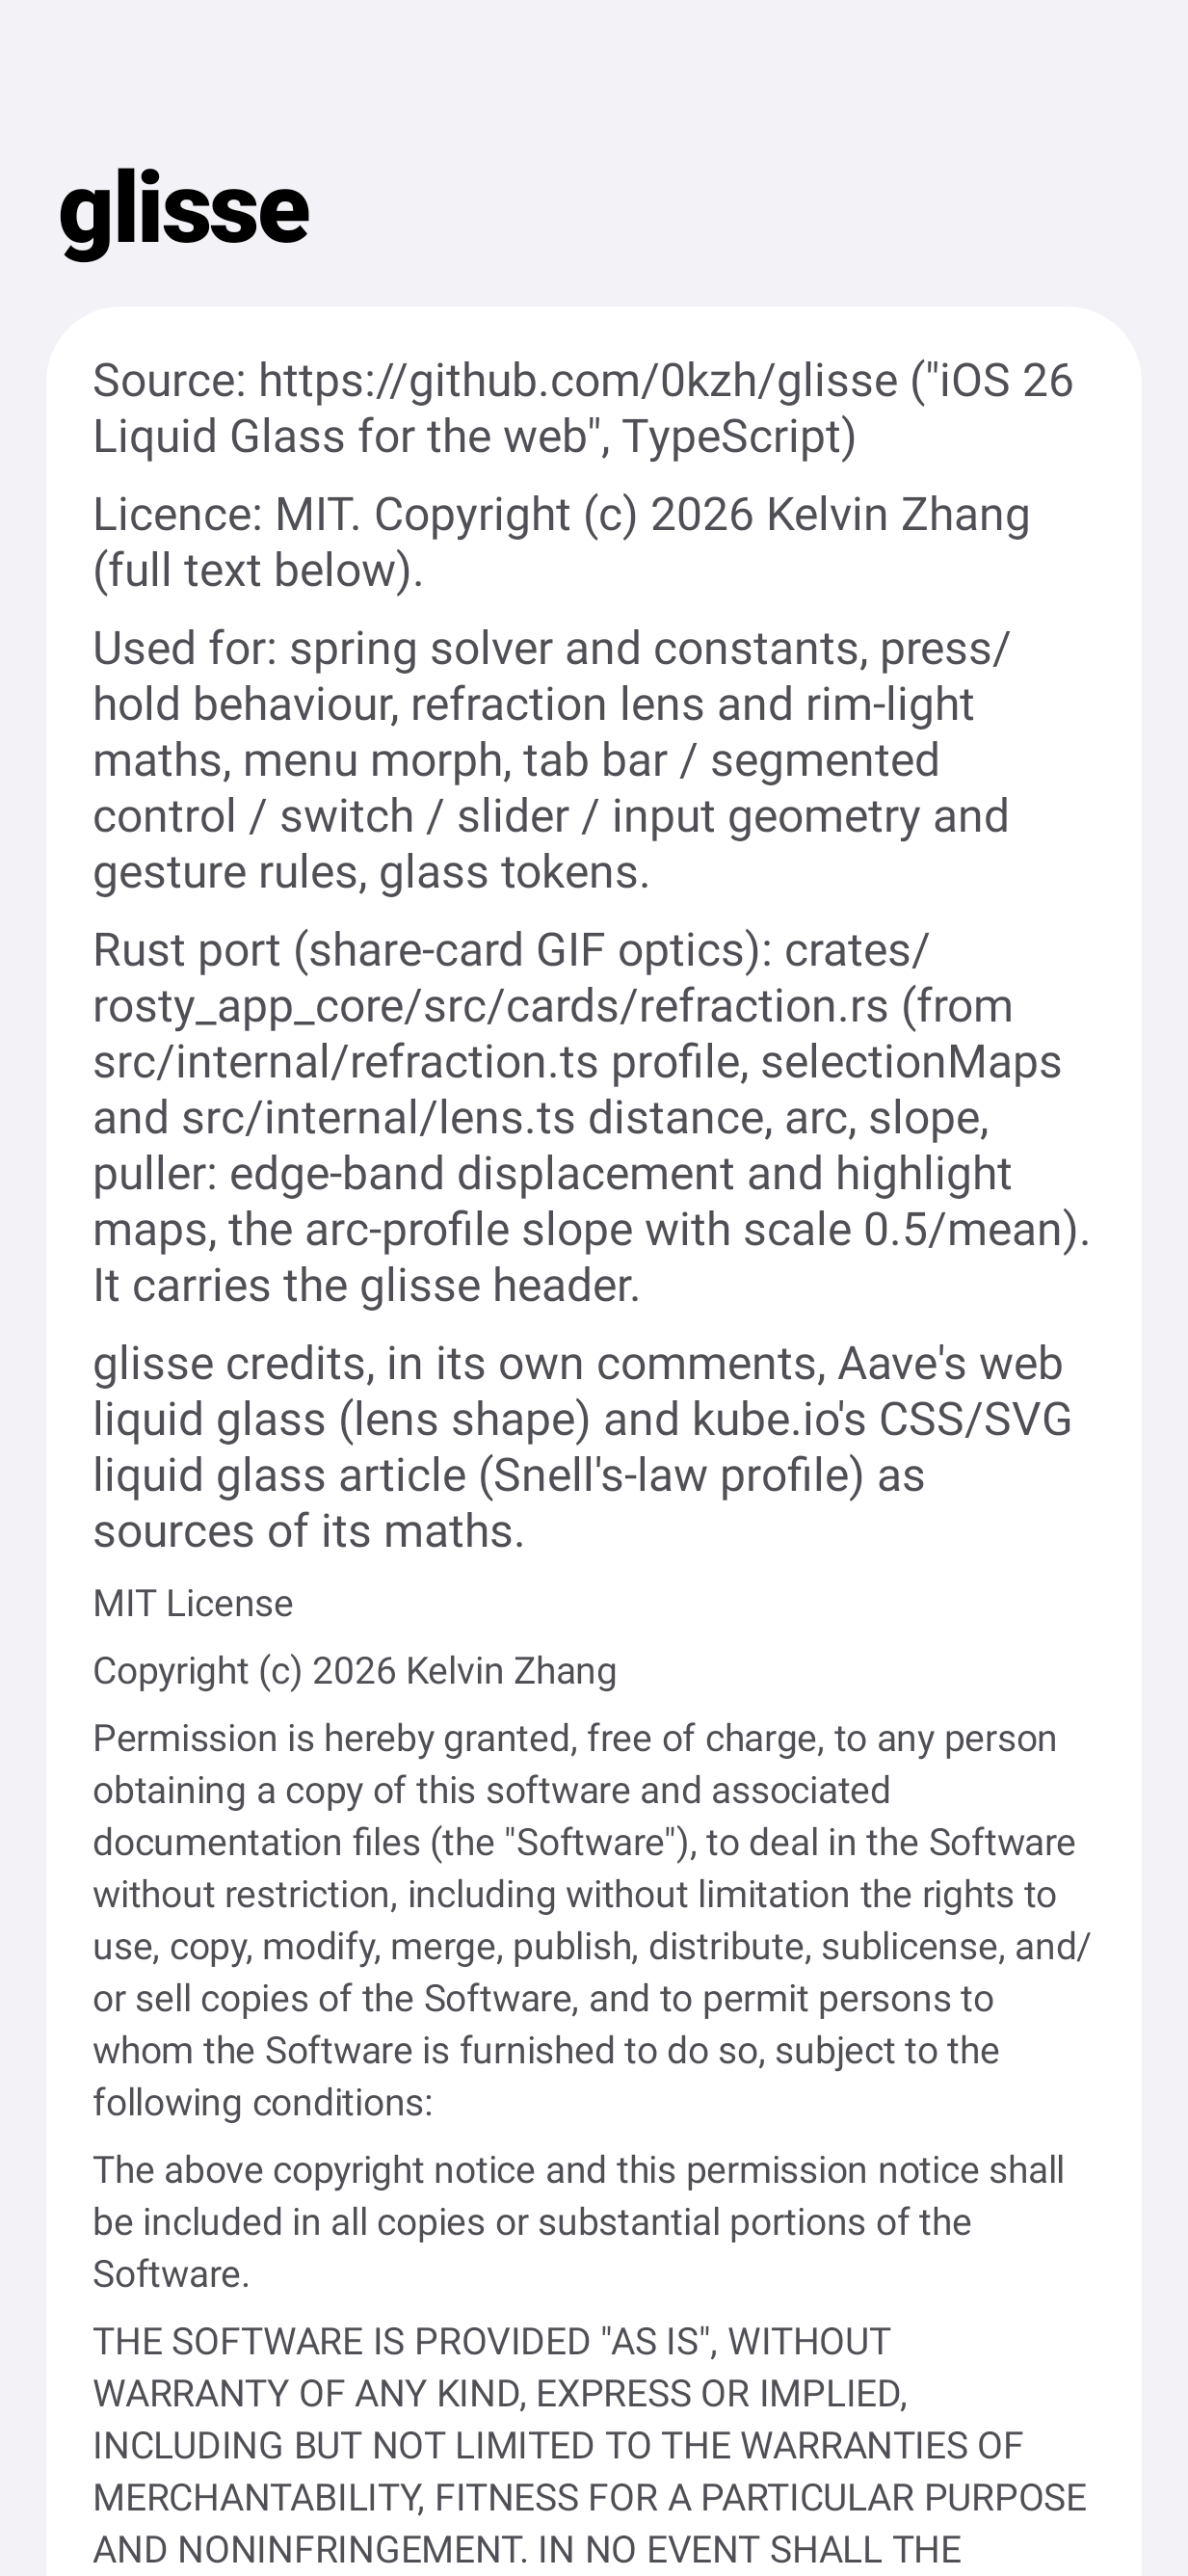 glisse
Source: https://github.com/0kzh/glisse ("iOS 26
Liquid Glass for the web", TypeScript)
Licence: MIT. Copyright (c) 2026 Kelvin Zhang
(full text below).
Used for: spring solver and constants, press/
hold behaviour, refraction lens and rim-light
maths, menu morph, tab bar / segmented
control / switch / slider / input geometry and
gesture rules, glass tokens.
Rust port (share-card GIF optics): crates/
rosty_app_core/src/cards/refraction.rs (from
src/internal/refraction.ts profile, selectionMaps
and src/internal/lens.ts distance, arc, slope,
puller: edge-band displacement and highlight
maps, the arc-profile slope with scale 0.5/mean).
It carries the glisse header.
glisse credits, in its own comments, Aave's web
liquid glass (lens shape) and kube.io's CSS/SVG
liquid glass article (Snell's-law profile) as
sources of its maths.
MIT License
Copyright (c) 2026 Kelvin Zhang
Permission is hereby granted, free of charge, to any person
obtaining a copy of this software and associated
documentation files (the "Software"), to deal in the Software
without restriction, including without limitation the rights to
use, copy, modify, merge, publish, distribute, sublicense, and/
or sell copies of the Software, and to permit persons to
whom the Software is furnished to do so, subject to the
following conditions:
The above copyright notice and this permission notice shall
be included in all copies or substantial portions of the
Software.
THE SOFTWARE IS PROVIDED "AS IS", WITHOUT
WARRANTY OF ANY KIND, EXPRESS OR IMPLIED,
INCLUDING BUT NOT LIMITED TO THE WARRANTIES OF
MERCHANTABILITY, FITNESS FOR A PARTICULAR PURPOSE
AND NONINFRINGEMENT. IN NO EVENT SHALL THE